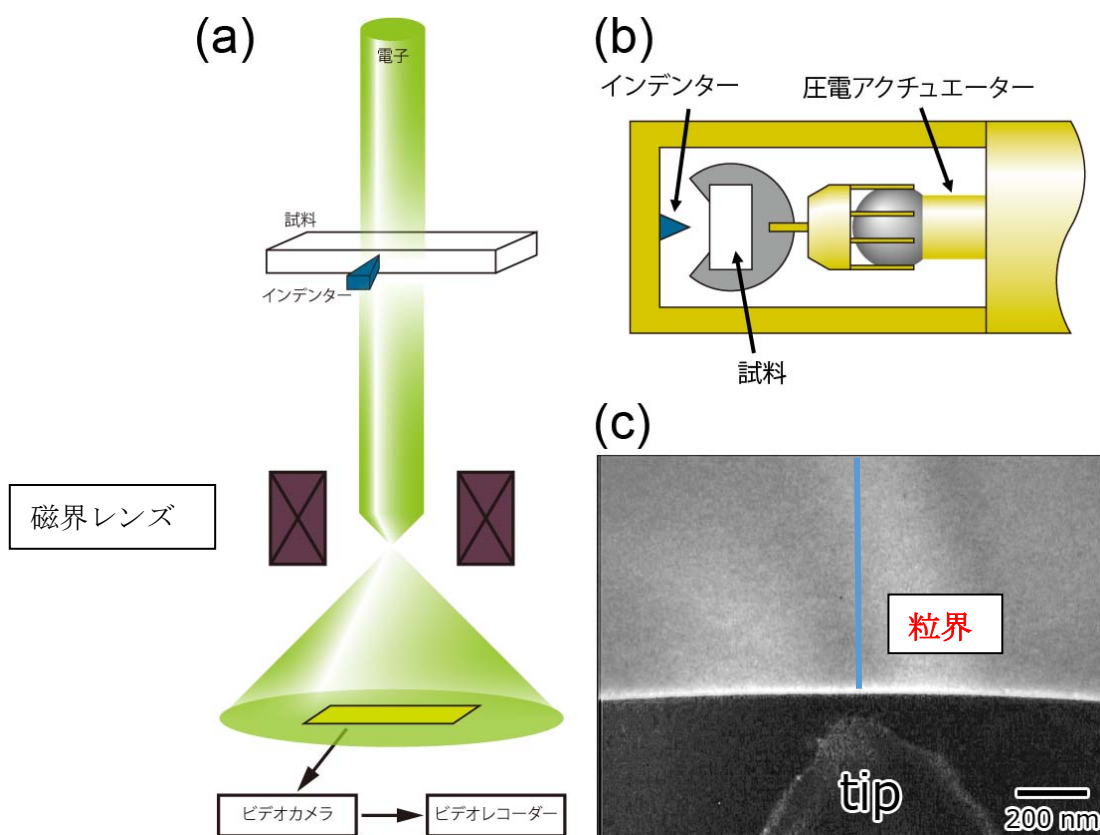 (a)
電子
試料
インデンター
磁界レンズ
ビデオカメラ
ビデオレコーダー
(b)
インデンター
圧電アクチュエーター
試料
(c)
粒界
tip
200 nm